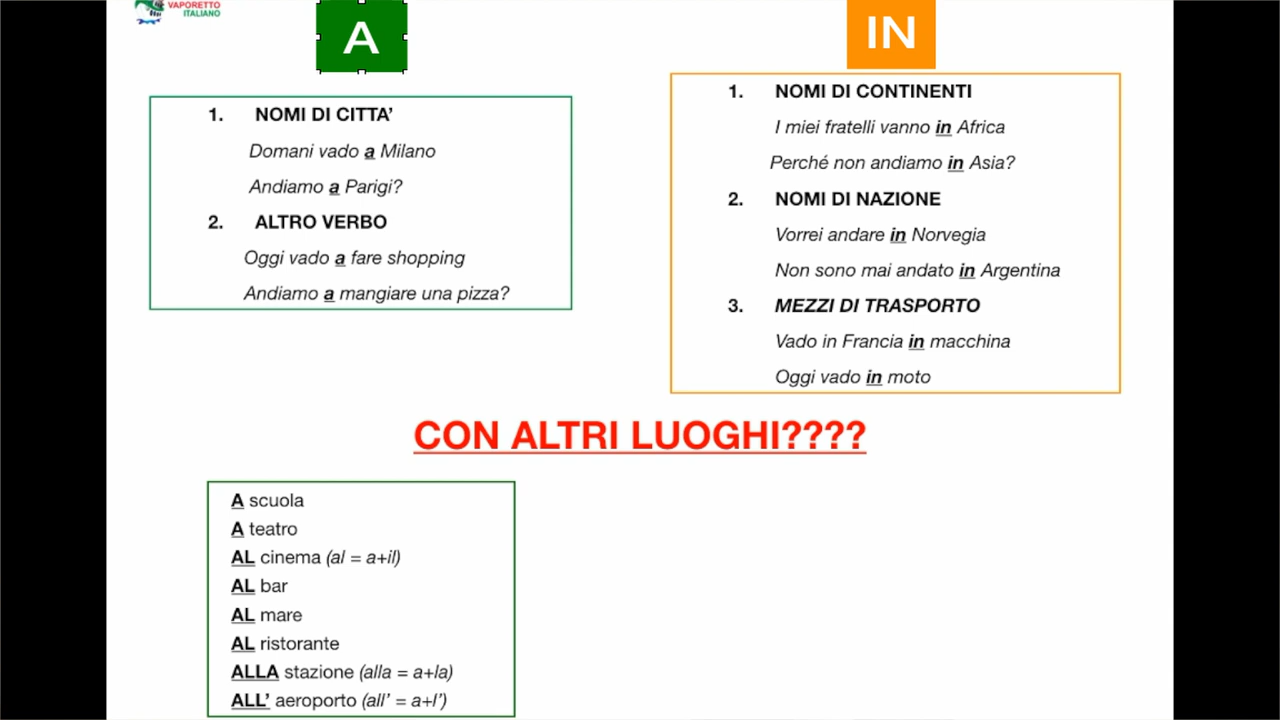 VAPORETTO
ITALIANO
A
1. NOMI DI CITTA'
Domani vado a Milano
Andiamo a Parigi?
2. ALTRO VERBO
Oggi vado a fare shopping
Andiamo a mangiare una pizza?
IN
1. NOMI DI CONTINENTI
I miei fratelli vanno in Africa
Perché non andiamo in Asia?
2. NOMI DI NAZIONE
Vorrei andare in Norvegia
Non sono mai andato in Argentina
3. MEZZI DI TRASPORTO
Vado in Francia in macchina
Oggi vado in moto
CON ALTRI LUOGHI????
A scuola
A teatro
AL cinema (al = a+il)
AL bar
AL mare
AL ristorante
ALLA stazione (alla = a+la)
ALL' aeroporto (all' = a+l')